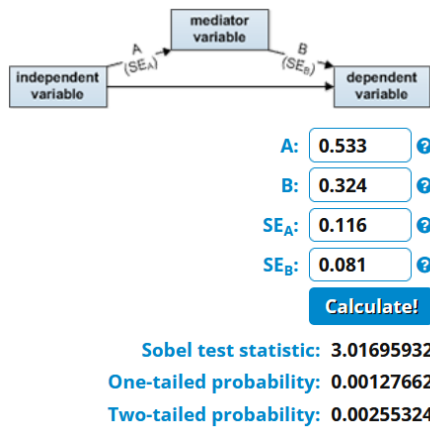 mediator
variable
A
(SEA)
B
(SEB)
independent
variable
dependent
variable
A: 0.533 ?
B: 0.324 ?
SEA: 0.116 ?
SEB: 0.081 ?
Calculate!
Sobel test statistic: 3.01695932
One-tailed probability: 0.00127662
Two-tailed probability: 0.00255324